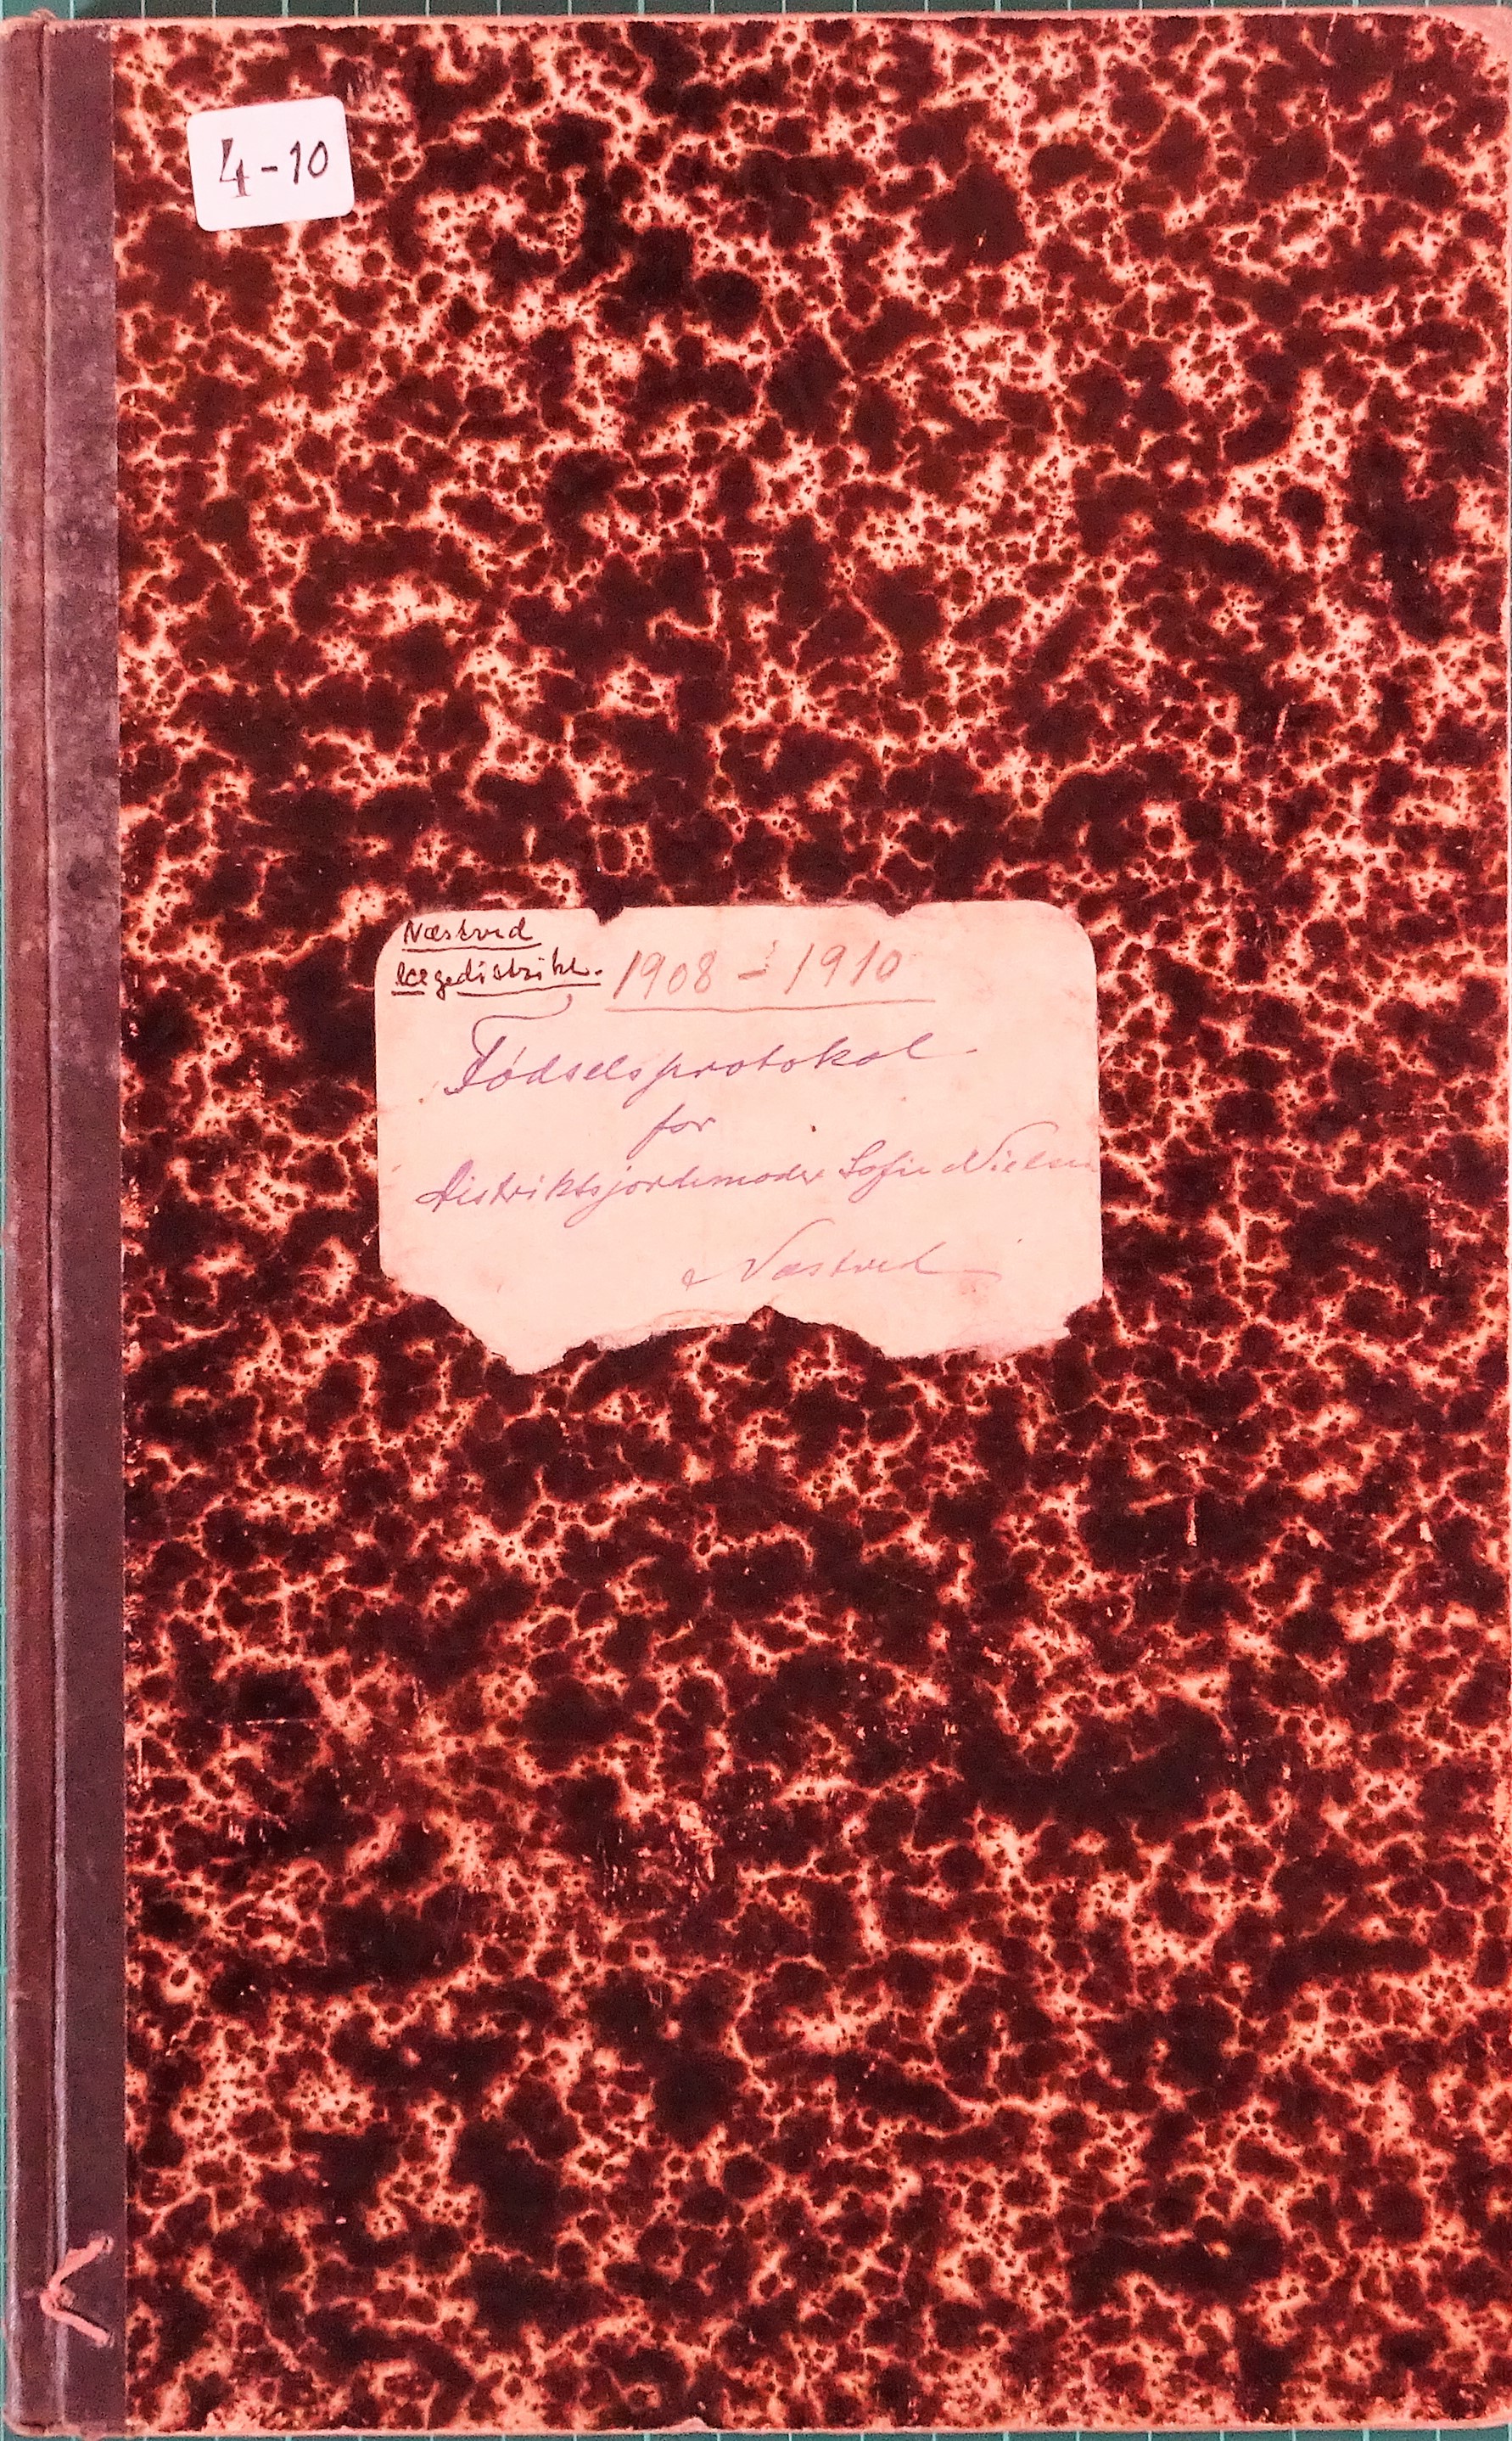 4-10
Næstved
lægedistrikt. 1908 - 1910
Fødselsprotokol
for
Distriktsjordemoder Sofie Nielsen
Næstved